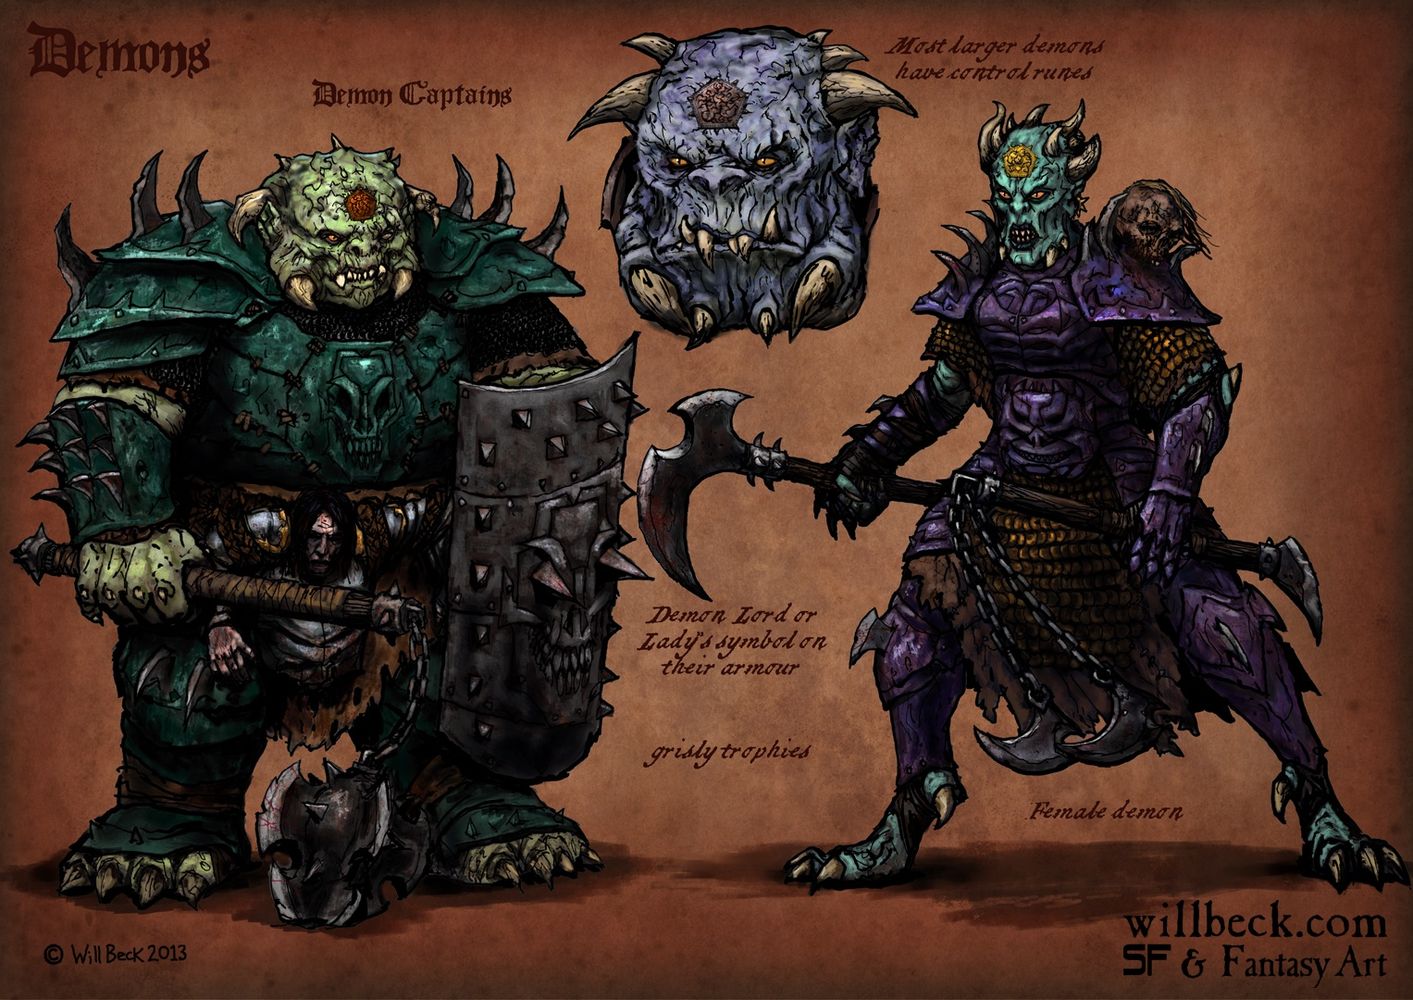 Demons
Demon Captains
Most larger demons
have control runes
Demon Lord or
Lady's symbol on
their armour
grisly trophies
Female demon
© Will Beck 2013
willbeck.com
SF & Fantasy Art